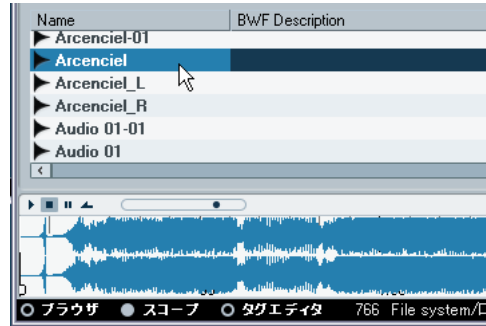 Name BWF Description
Arcenciel-01
Arcenciel
Arcenciel_L
Arcenciel_R
Audio 01-01
Audio 01
ブラウザ スコープ タグエディタ 766 File system/